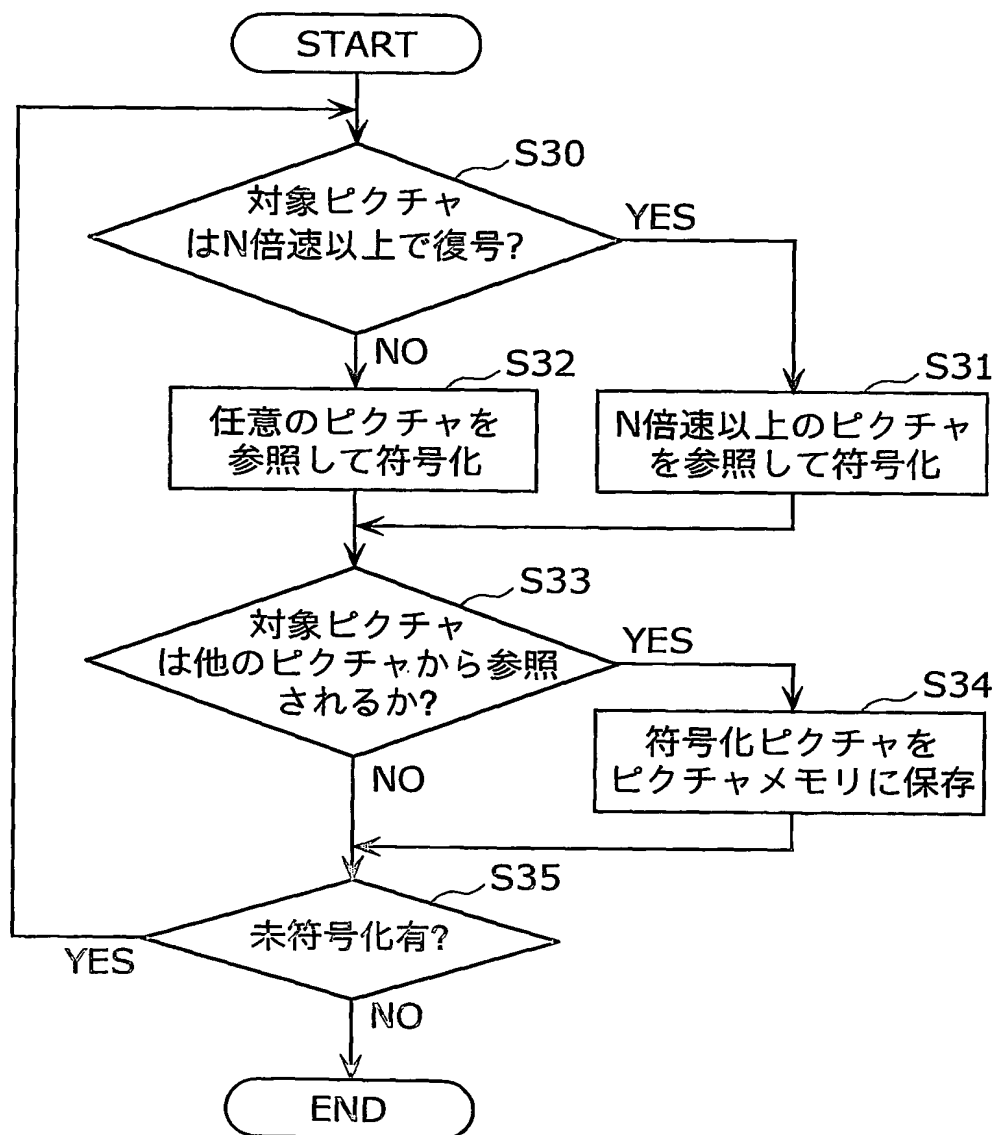 START
S30
対象ピクチャ
はN倍速以上で復号?
YES
NO
S32
任意のピクチャを
参照して符号化
S31
N倍速以上のピクチャ
を参照して符号化
S33
対象ピクチャ
は他のピクチャから参照
されるか?
YES
NO
S34
符号化ピクチャを
ピクチャメモリに保存
S35
未符号化有?
YES
NO
END